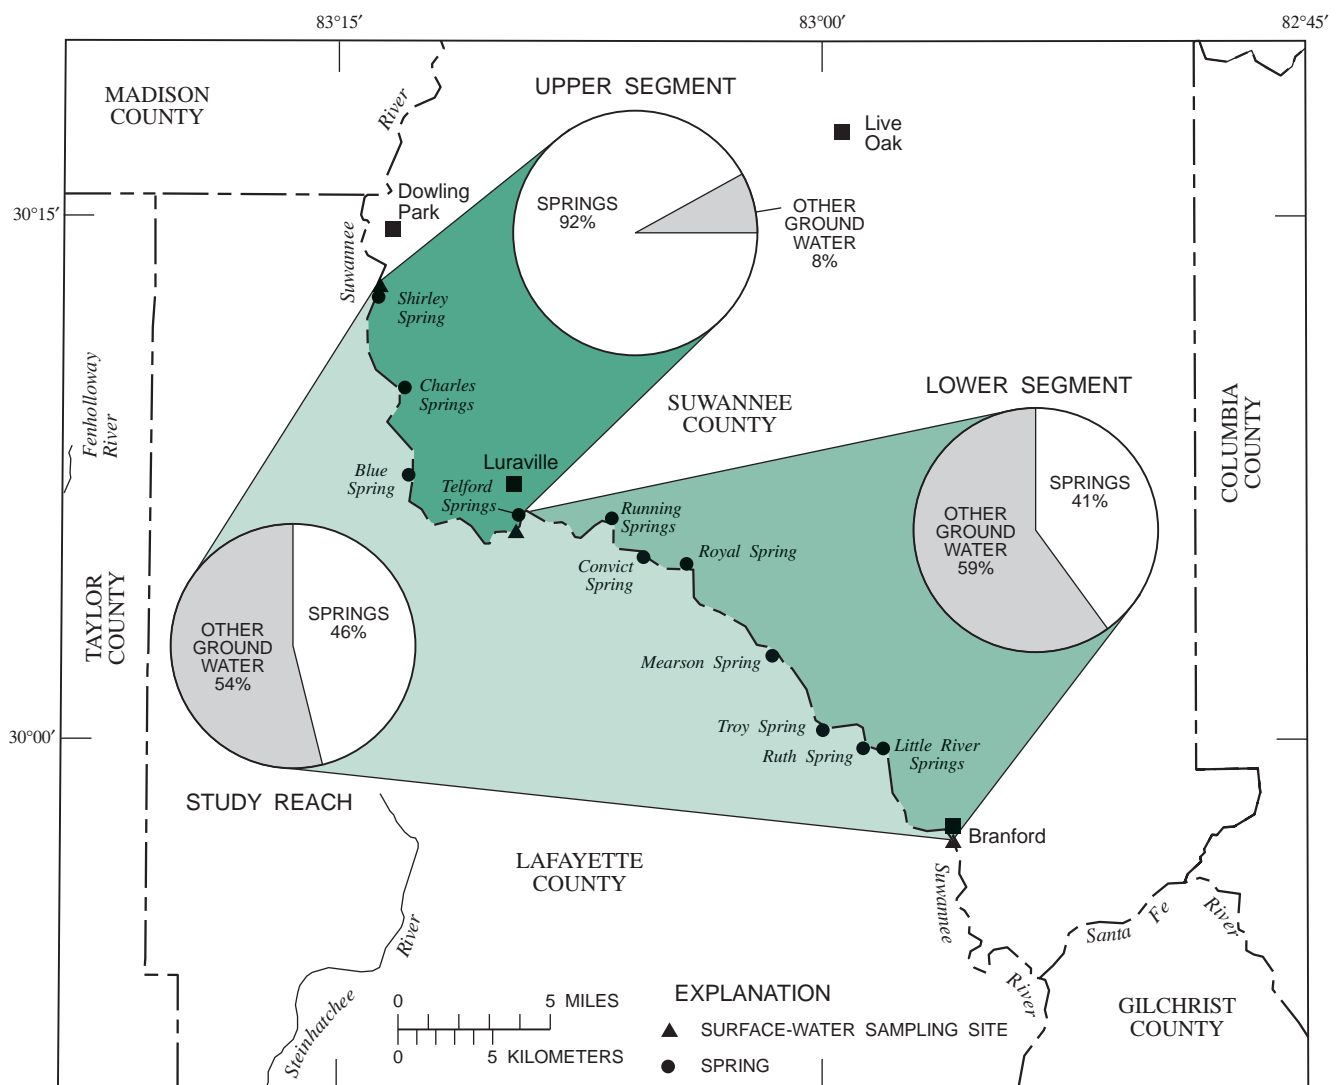 83°15′
83°00′
82°45′
MADISON
COUNTY
River
UPPER SEGMENT
Live
Oak
Dowling
Park
SPRINGS
92%
OTHER
GROUND
WATER
8%
30°15′
Suwannee
Shirley
Spring
Fenholloway
River
Charles
Springs
SUWANNEE
COUNTY
LOWER SEGMENT
COLUMBIA
COUNTY
Blue
Spring
Luraville
Telford
Springs
Running
Springs
SPRINGS
41%
OTHER
GROUND
WATER
59%
Convict
Spring
Royal Spring
TAYLOR
COUNTY
OTHER
GROUND
WATER
54%
SPRINGS
46%
Mearson Spring
30°00′
Troy Spring
Ruth Spring
Little River
Springs
STUDY REACH
Branford
LAFAYETTE
COUNTY
Suwannee
River
Santa Fe River
Steinhatchee
River
GILCHRIST
COUNTY
0 5 MILES
0 5 KILOMETERS
EXPLANATION
SURFACE-WATER SAMPLING SITE
SPRING